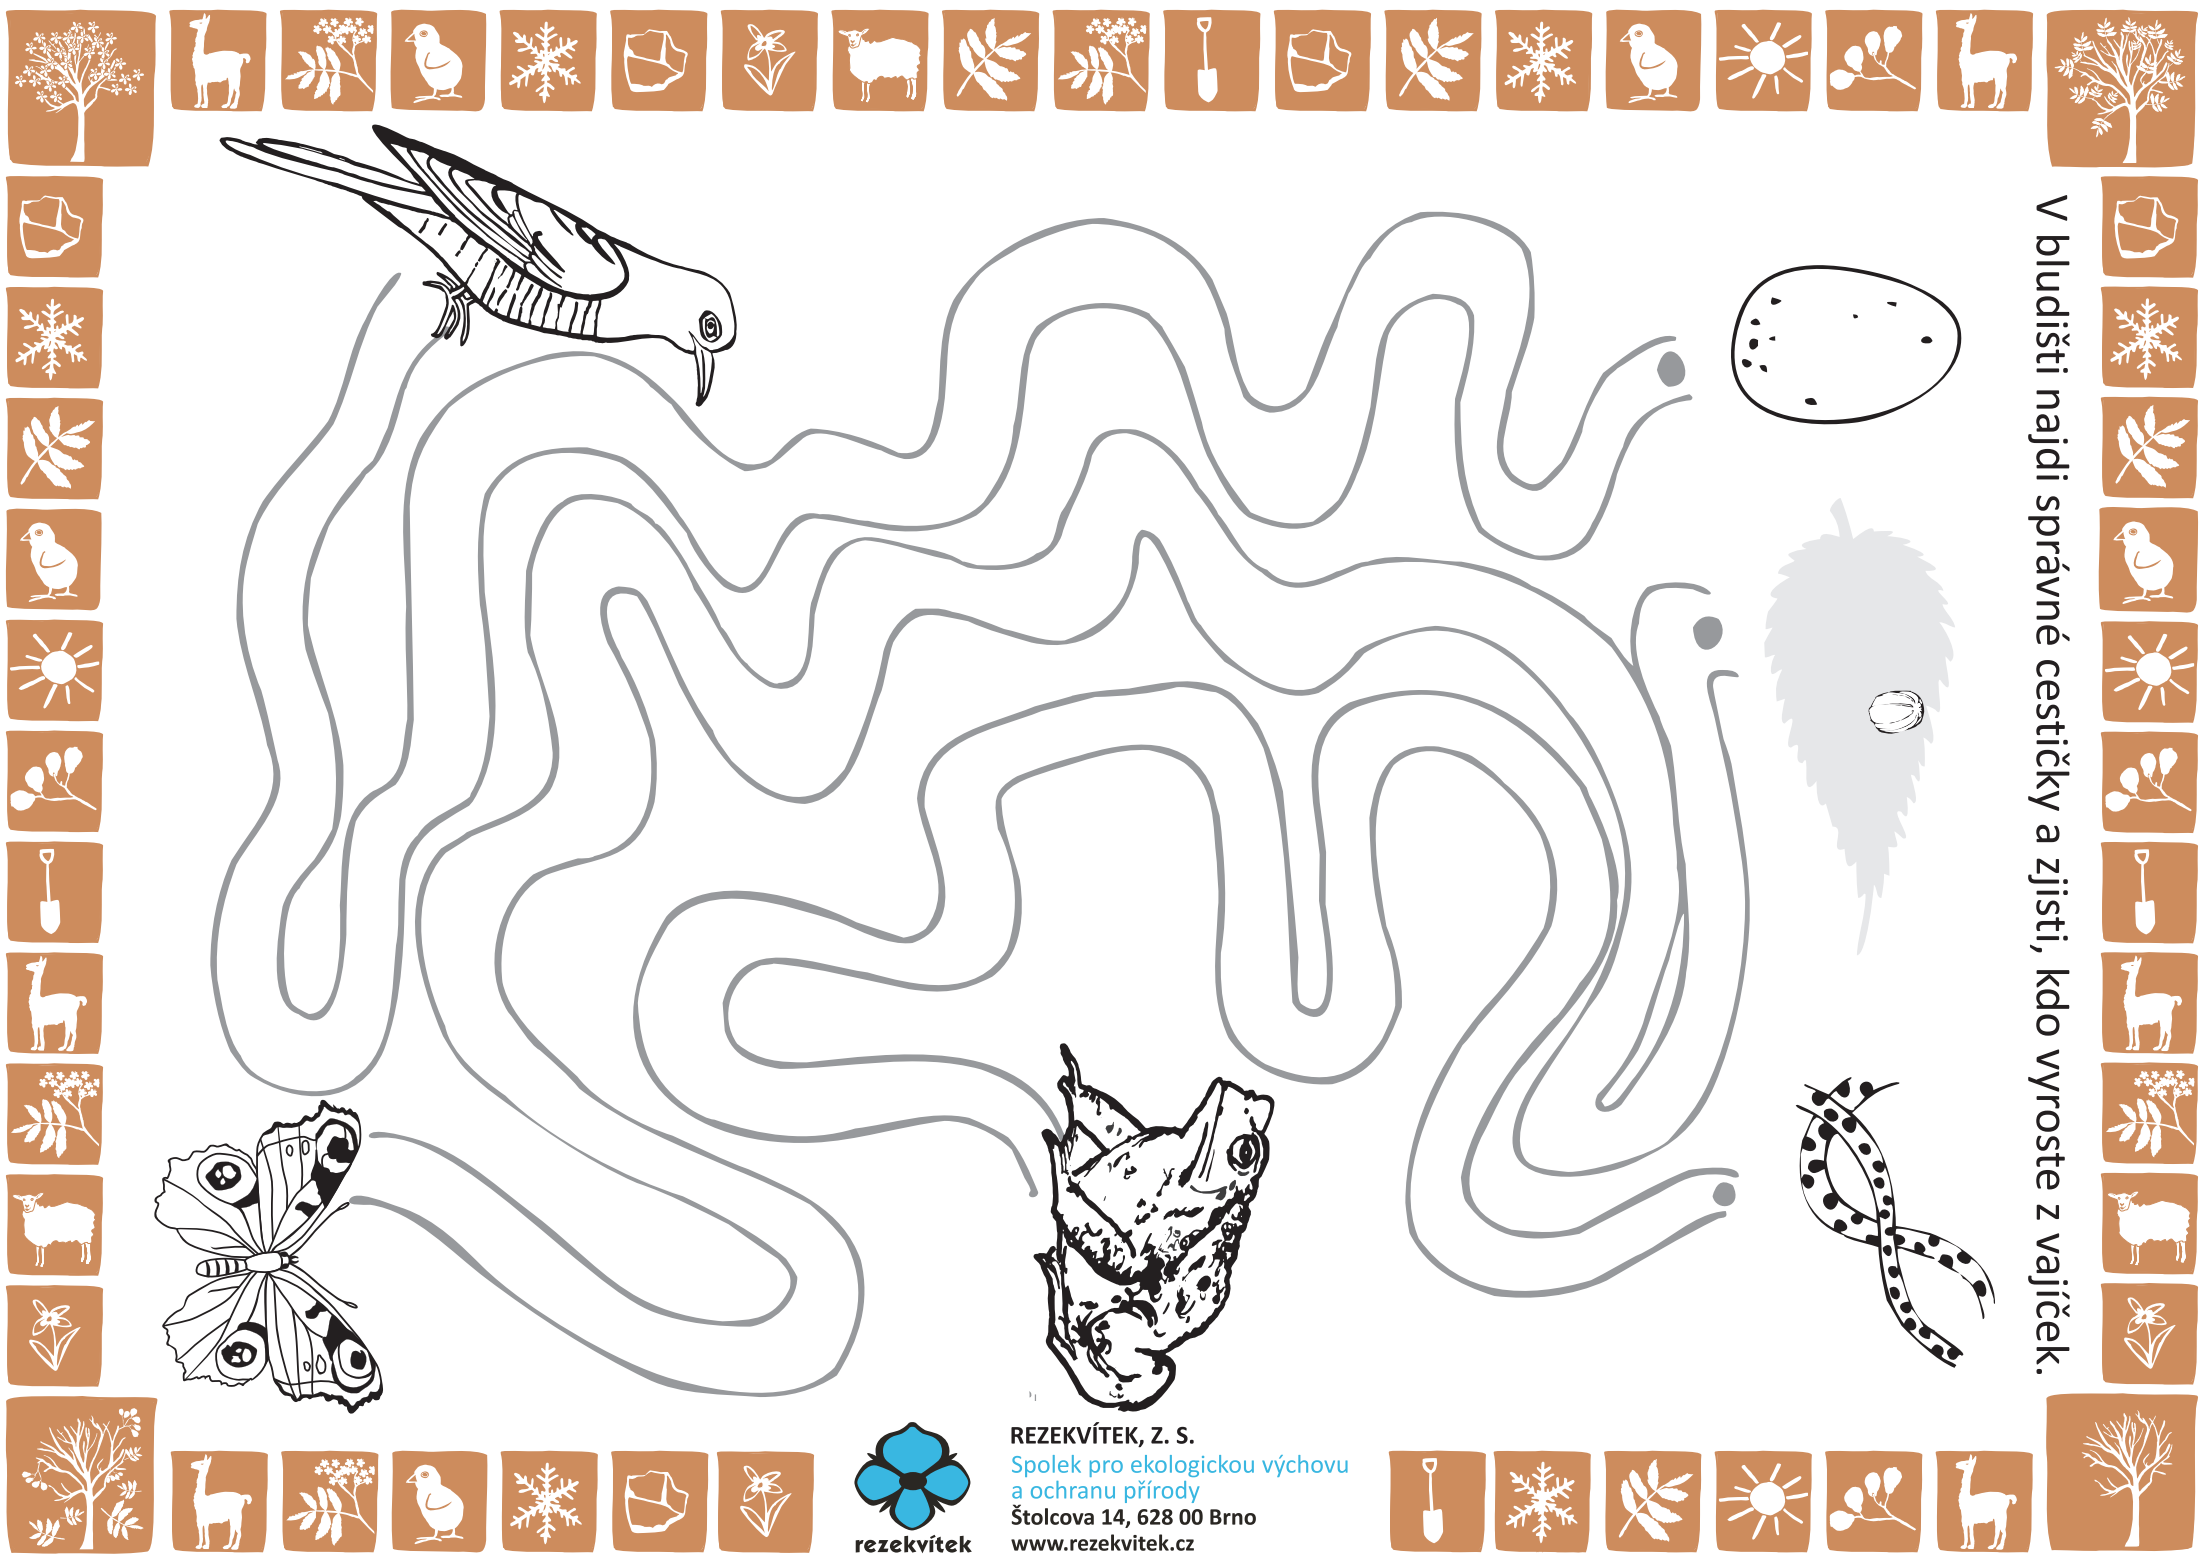 V bludišti najdi správné cestičky a zjisti, kdo vyroste z vajíček.
REZEKVÍTEK, Z. S.
Spolek pro ekologickou výchovu
a ochranu přírody
Štolcova 14, 628 00 Brno
www.rezekvitek.cz
rezekvítek